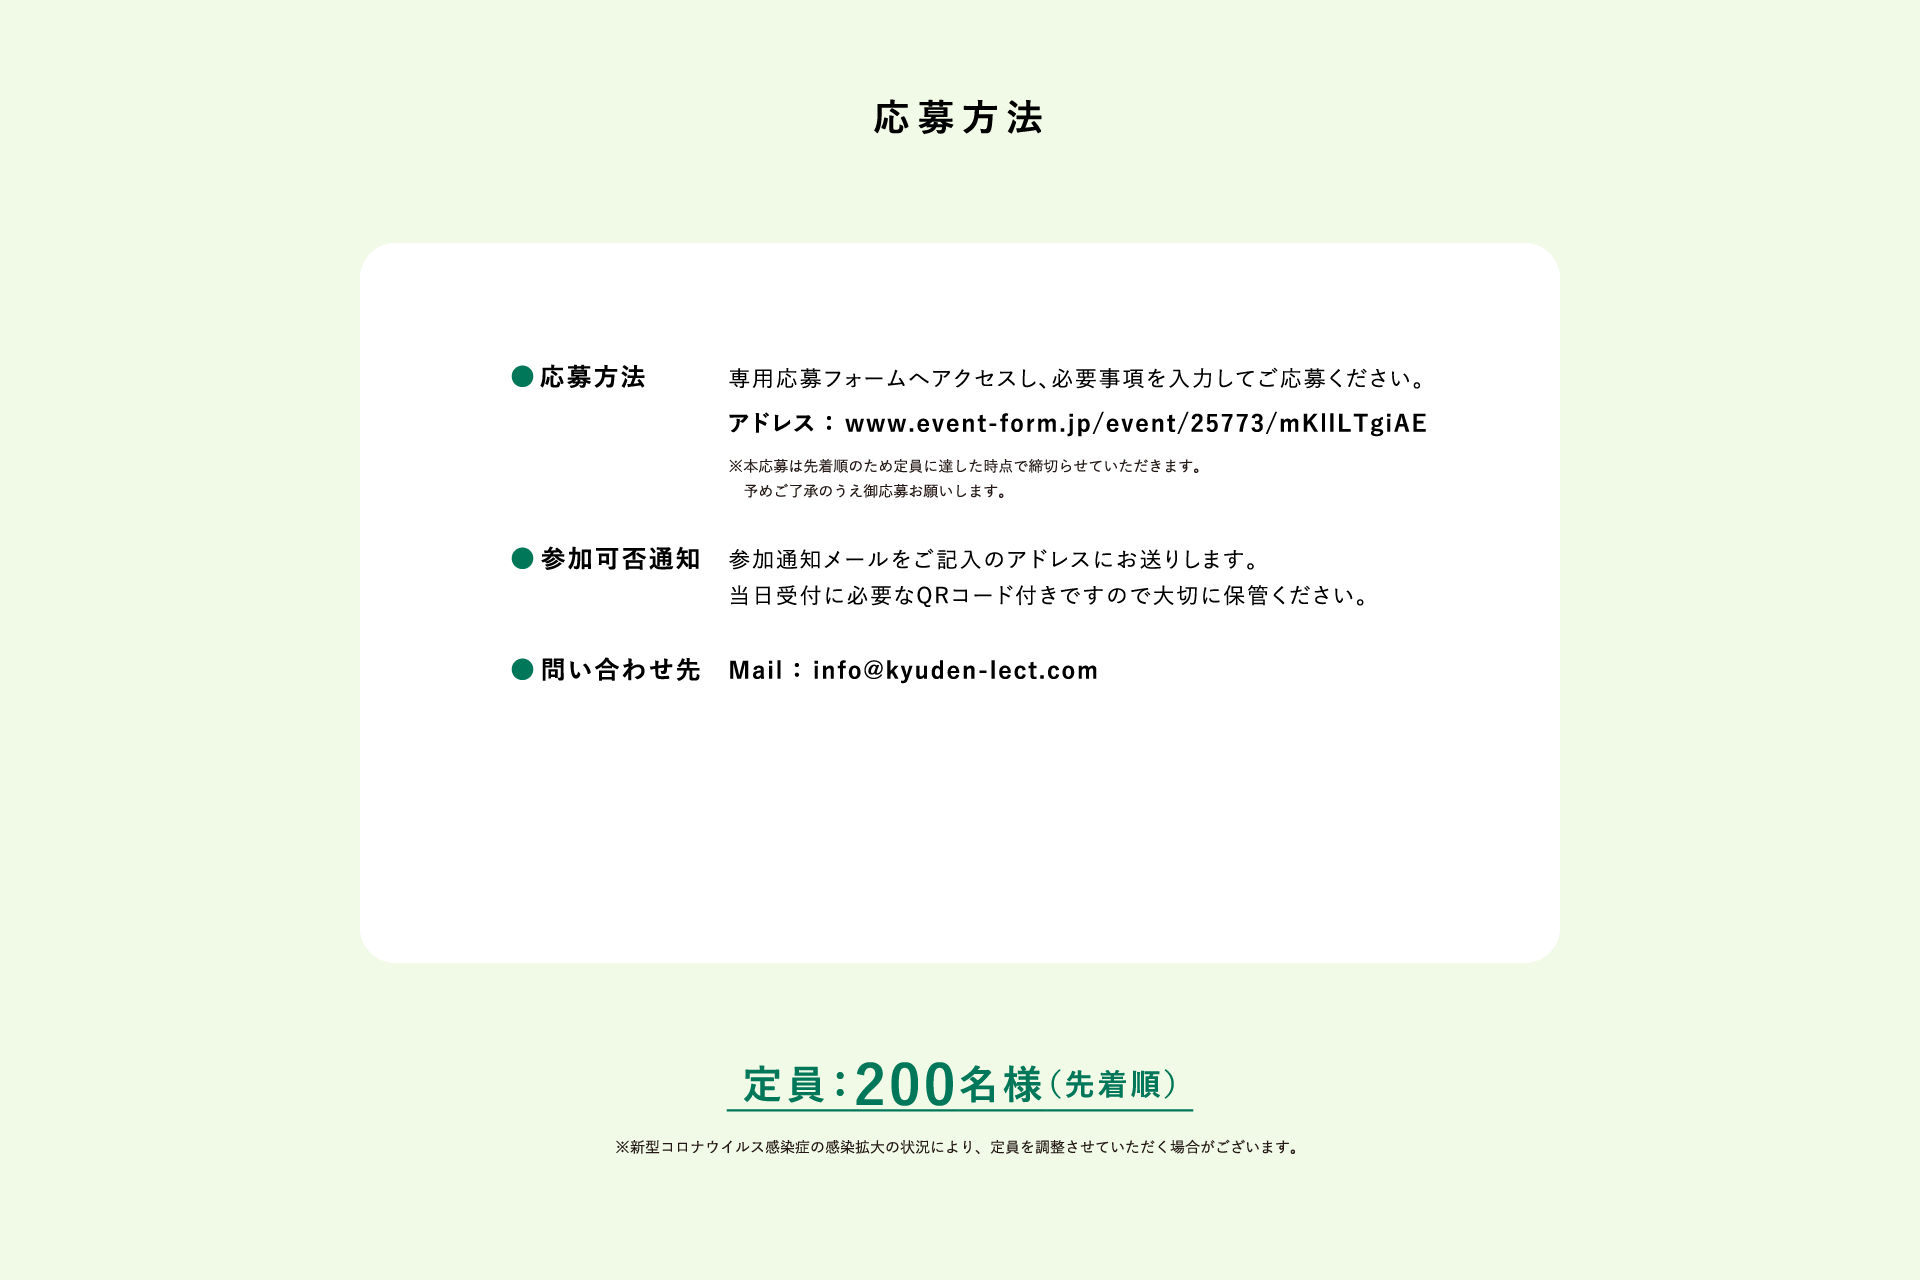 応募方法
●応募方法 専用応募フォームへアクセスし、必要事項を入力してご応募ください。
アドレス： www.event-form.jp/event/25773/mKllLTgiAE
※本応募は先着順のため定員に達した時点で締切らせていただきます。
予めご了承のうえ御応募お願いします。
●参加可否通知 参加通知メールをご記入のアドレスにお送りします。
当日受付に必要なQRコード付きですので大切に保管ください。
●問い合わせ先 Mail： info@kyuden-lect.com
定員：200名様（先着順）
※新型コロナウイルス感染症の感染拡大の状況により、定員を調整させていただく場合がございます。